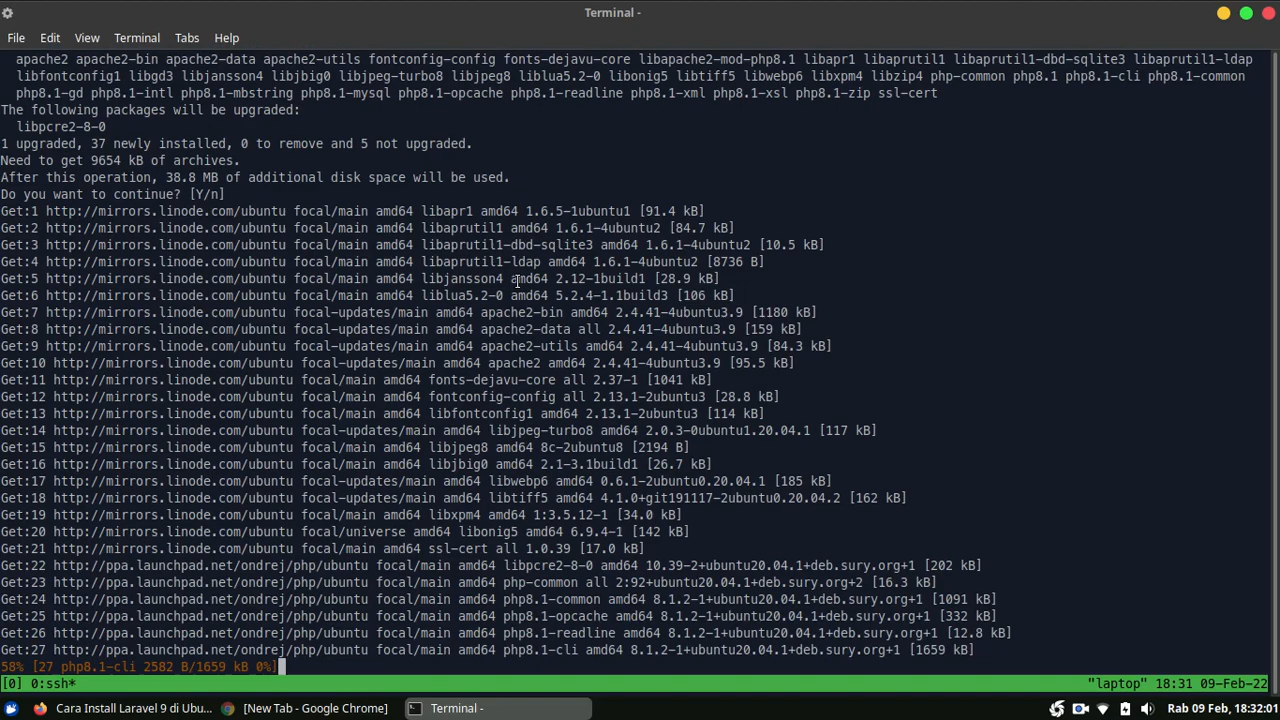 Terminal -
File Edit View Terminal Tabs Help
apache2 apache2-bin apache2-data apache2-utils fontconfig-config fonts-dejavu-core libapache2-mod-php8.1 libapr1 libaprutil1 libaprutil1-dbd-sqlite3 libaprutil1-ldap
libfontconfig1 libgd3 libjansson4 libjbig0 libjpeg-turbo8 libjpeg8 liblua5.2-0 libonig5 libtiff5 libwebp6 libxpm4 libzip4 php-common php8.1 php8.1-cli php8.1-common
php8.1-gd php8.1-intl php8.1-mbstring php8.1-mysql php8.1-opcache php8.1-readline php8.1-xml php8.1-xsl php8.1-zip ssl-cert
The following packages will be upgraded:
libpcre2-8-0
1 upgraded, 37 newly installed, 0 to remove and 5 not upgraded.
Need to get 9654 kB of archives.
After this operation, 38.8 MB of additional disk space will be used.
Do you want to continue? [Y/n]
Get:1 http://mirrors.linode.com/ubuntu focal/main amd64 libapr1 amd64 1.6.5-1ubuntu1 [91.4 kB]
Get:2 http://mirrors.linode.com/ubuntu focal/main amd64 libaprutil1 amd64 1.6.1-4ubuntu2 [84.7 kB]
Get:3 http://mirrors.linode.com/ubuntu focal/main amd64 libaprutil1-dbd-sqlite3 amd64 1.6.1-4ubuntu2 [10.5 kB]
Get:4 http://mirrors.linode.com/ubuntu focal/main amd64 libaprutil1-ldap amd64 1.6.1-4ubuntu2 [8736 B]
Get:5 http://mirrors.linode.com/ubuntu focal/main amd64 libjansson4 amd64 2.12-1build1 [28.9 kB]
Get:6 http://mirrors.linode.com/ubuntu focal/main amd64 liblua5.2-0 amd64 5.2.4-1.1build3 [106 kB]
Get:7 http://mirrors.linode.com/ubuntu focal-updates/main amd64 apache2-bin amd64 2.4.41-4ubuntu3.9 [1180 kB]
Get:8 http://mirrors.linode.com/ubuntu focal-updates/main amd64 apache2-data all 2.4.41-4ubuntu3.9 [159 kB]
Get:9 http://mirrors.linode.com/ubuntu focal-updates/main amd64 apache2-utils amd64 2.4.41-4ubuntu3.9 [84.3 kB]
Get:10 http://mirrors.linode.com/ubuntu focal-updates/main amd64 apache2 amd64 2.4.41-4ubuntu3.9 [95.5 kB]
Get:11 http://mirrors.linode.com/ubuntu focal/main amd64 fonts-dejavu-core all 2.37-1 [1041 kB]
Get:12 http://mirrors.linode.com/ubuntu focal/main amd64 fontconfig-config all 2.13.1-2ubuntu3 [28.8 kB]
Get:13 http://mirrors.linode.com/ubuntu focal/main amd64 libfontconfig1 amd64 2.13.1-2ubuntu3 [114 kB]
Get:14 http://mirrors.linode.com/ubuntu focal-updates/main amd64 libjpeg-turbo8 amd64 2.0.3-0ubuntu1.20.04.1 [117 kB]
Get:15 http://mirrors.linode.com/ubuntu focal/main amd64 libjpeg8 amd64 8c-2ubuntu8 [2194 B]
Get:16 http://mirrors.linode.com/ubuntu focal/main amd64 libjbig0 amd64 2.1-3.1build1 [26.7 kB]
Get:17 http://mirrors.linode.com/ubuntu focal-updates/main amd64 libwebp6 amd64 0.6.1-2ubuntu0.20.04.1 [185 kB]
Get:18 http://mirrors.linode.com/ubuntu focal-updates/main amd64 libtiff5 amd64 4.1.0+git191117-2ubuntu0.20.04.2 [162 kB]
Get:19 http://mirrors.linode.com/ubuntu focal/main amd64 libxpm4 amd64 1:3.5.12-1 [34.0 kB]
Get:20 http://mirrors.linode.com/ubuntu focal/universe amd64 libonig5 amd64 6.9.4-1 [142 kB]
Get:21 http://mirrors.linode.com/ubuntu focal/main amd64 ssl-cert all 1.0.39 [17.0 kB]
Get:22 http://ppa.launchpad.net/ondrej/php/ubuntu focal/main amd64 libpcre2-8-0 amd64 10.39-2+ubuntu20.04.1+deb.sury.org+1 [202 kB]
Get:23 http://ppa.launchpad.net/ondrej/php/ubuntu focal/main amd64 php-common all 2:92+ubuntu20.04.1+deb.sury.org+2 [16.3 kB]
Get:24 http://ppa.launchpad.net/ondrej/php/ubuntu focal/main amd64 php8.1-common amd64 8.1.2-1+ubuntu20.04.1+deb.sury.org+1 [1091 kB]
Get:25 http://ppa.launchpad.net/ondrej/php/ubuntu focal/main amd64 php8.1-opcache amd64 8.1.2-1+ubuntu20.04.1+deb.sury.org+1 [332 kB]
Get:26 http://ppa.launchpad.net/ondrej/php/ubuntu focal/main amd64 php8.1-readline amd64 8.1.2-1+ubuntu20.04.1+deb.sury.org+1 [12.8 kB]
Get:27 http://ppa.launchpad.net/ondrej/php/ubuntu focal/main amd64 php8.1-cli amd64 8.1.2-1+ubuntu20.04.1+deb.sury.org+1 [1659 kB]
58% [27 php8.1-cli 2582 B/1659 kB 0%]
[0] 0:ssh* "laptop" 18:31 09-Feb-22
Cara Install Laravel 9 di Ubu... [New Tab - Google Chrome] Terminal - Rab 09 Feb, 18:32:01